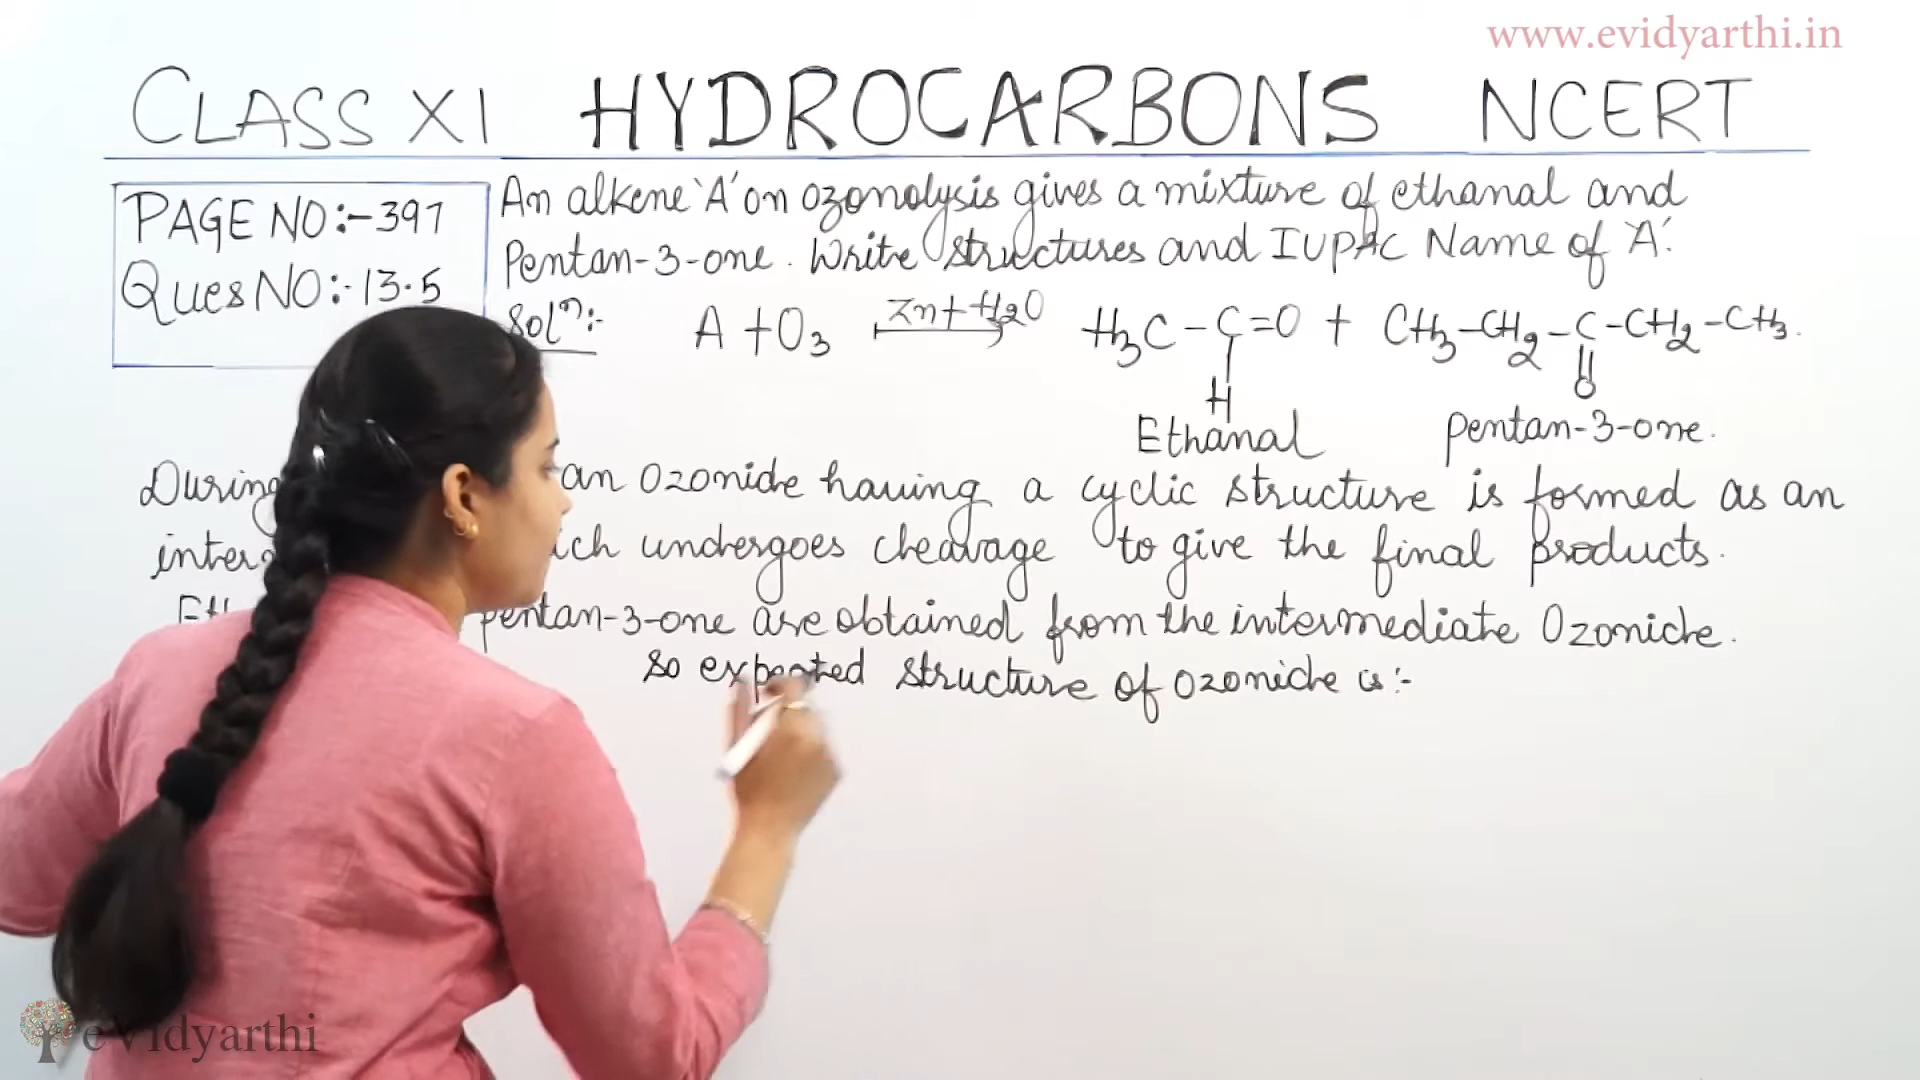 www.evidyarthi.in
CLASS XI HYDROCARBONS NCERT
PAGE NO:-397
Ques NO:-13.5
An alkene 'A' on ozonolysis gives a mixture of ethanal and
Pentan-3-one. Write structures and IUPAC Name of 'A'.
Solⁿ:-
A + O₃ Zn+H₂O H₃C-C=O + CH₃-CH₂-C-CH₂-CH₃.
H O
Ethanal Pentan-3-one.
During an Ozonide having a cyclic structure is formed as an
undergoes cleavage to give the final products.
pentan-3-one are obtained from the intermediate Ozonide.
so expected structure of Ozonide is:-
eVidyarthi